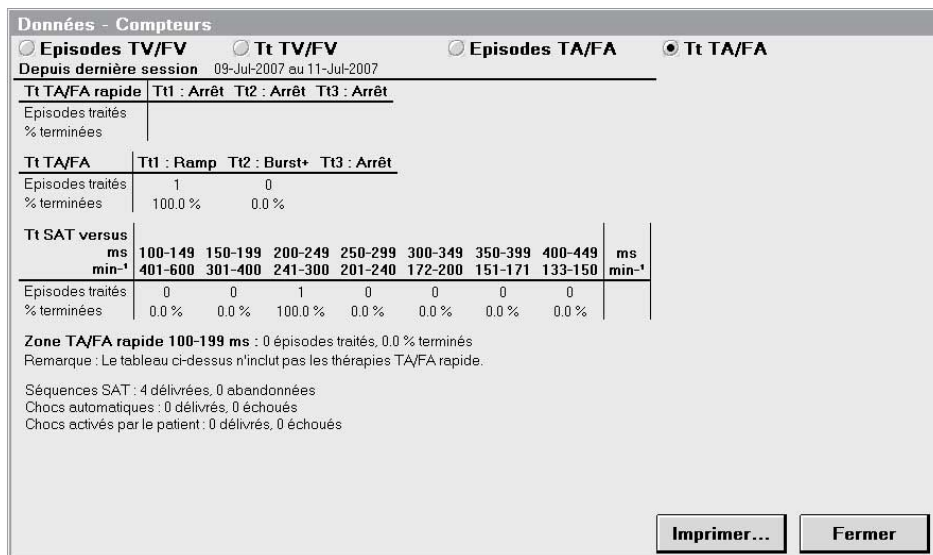 Données - Compteurs
Episodes TV/FV Tt TV/FV Episodes TA/FA Tt TA/FA
Depuis dernière session 09-Jul-2007 au 11-Jul-2007
Tt TA/FA rapide Tt1 : Arrêt Tt2 : Arrêt Tt3 : Arrêt
Episodes traités
% terminées
Tt TA/FA Tt1 : Ramp Tt2 : Burst+ Tt3 : Arrêt
Episodes traités 1 0
% terminées 100.0 % 0.0 %
Tt SAT versus
ms 100-149 150-199 200-249 250-299 300-349 350-399 400-449 ms
min-¹ 401-600 301-400 241-300 201-240 172-200 151-171 133-150 min-¹
Episodes traités 0 0 1 0 0 0 0
% terminées 0.0 % 0.0 % 100.0 % 0.0 % 0.0 % 0.0 % 0.0 %
Zone TA/FA rapide 100-199 ms : 0 épisodes traités, 0.0 % terminés
Remarque : Le tableau ci-dessus n'inclut pas les thérapies TA/FA rapide.
Séquences SAT : 4 délivrées, 0 abandonnées
Chocs automatiques : 0 délivrés, 0 échoués
Chocs activés par le patient : 0 délivrés, 0 échoués
Imprimer... Fermer